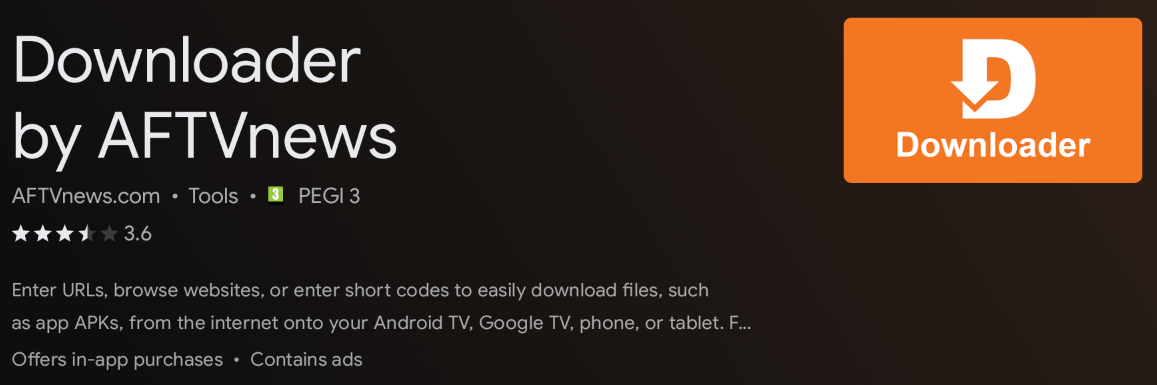 Downloader
by AFTVnews
AFTVnews.com • Tools • 3 PEGI 3
3.6
Enter URLs, browse websites, or enter short codes to easily download files, such
as app APKs, from the internet onto your Android TV, Google TV, phone, or tablet. F...
Offers in-app purchases • Contains ads
D
Downloader